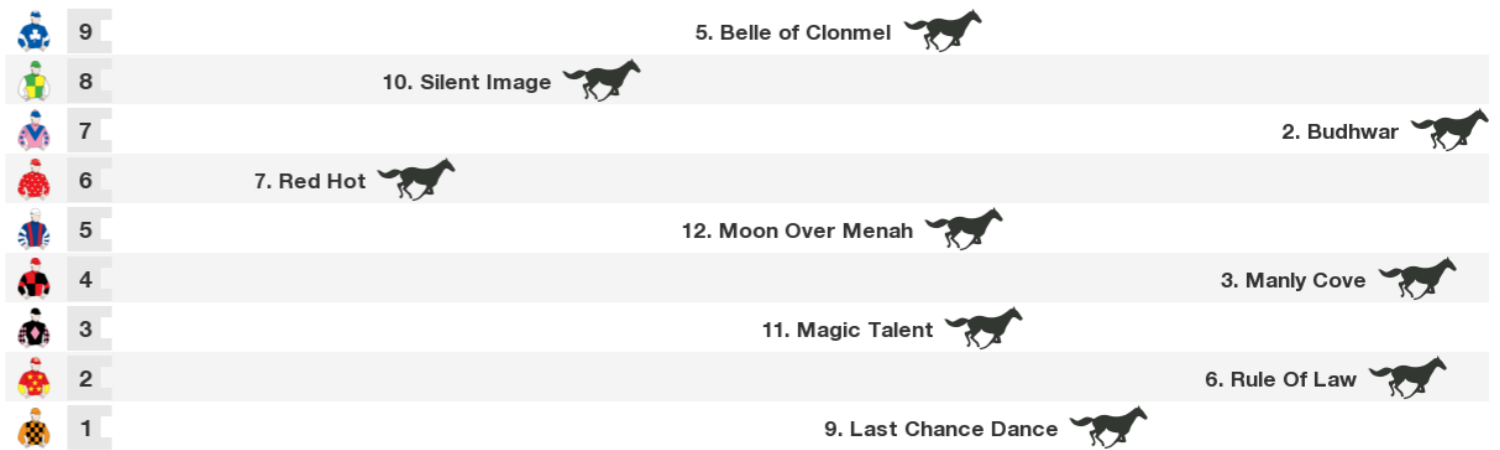 9 5. Belle of Clonmel
8 10. Silent Image
7 2. Budhwar
6 7. Red Hot
5 12. Moon Over Menah
4 3. Manly Cove
3 11. Magic Talent
2 6. Rule Of Law
1 9. Last Chance Dance